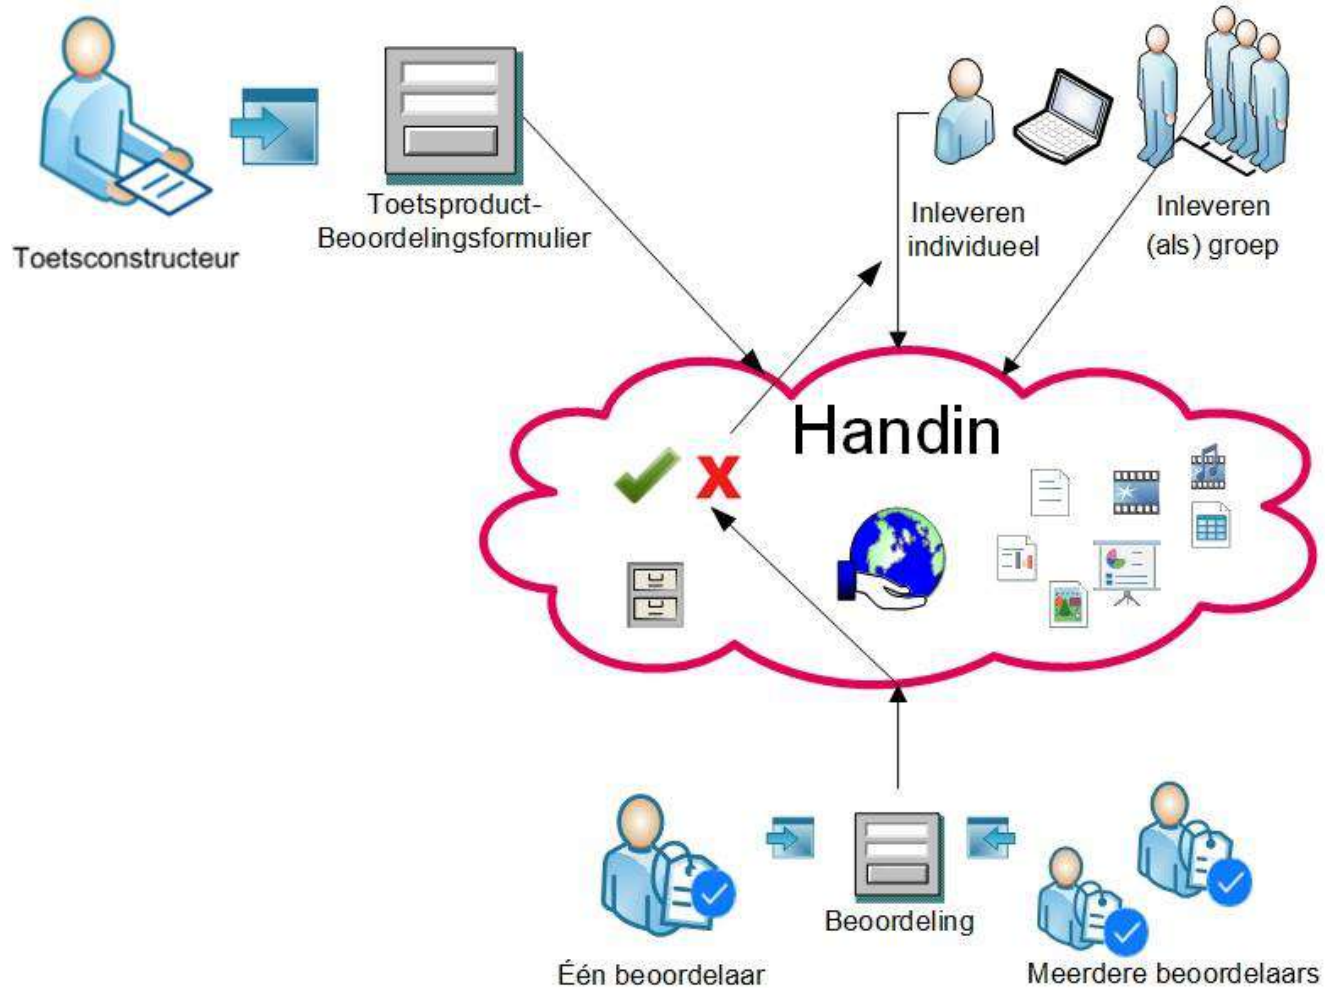 Toetsconstructeur
Toetsproduct-
Beoordelingsformulier
Inleveren
individueel
Inleveren
(als) groep
Handin
Beoordeling
Één beoordelaar
Meerdere beoordelaars